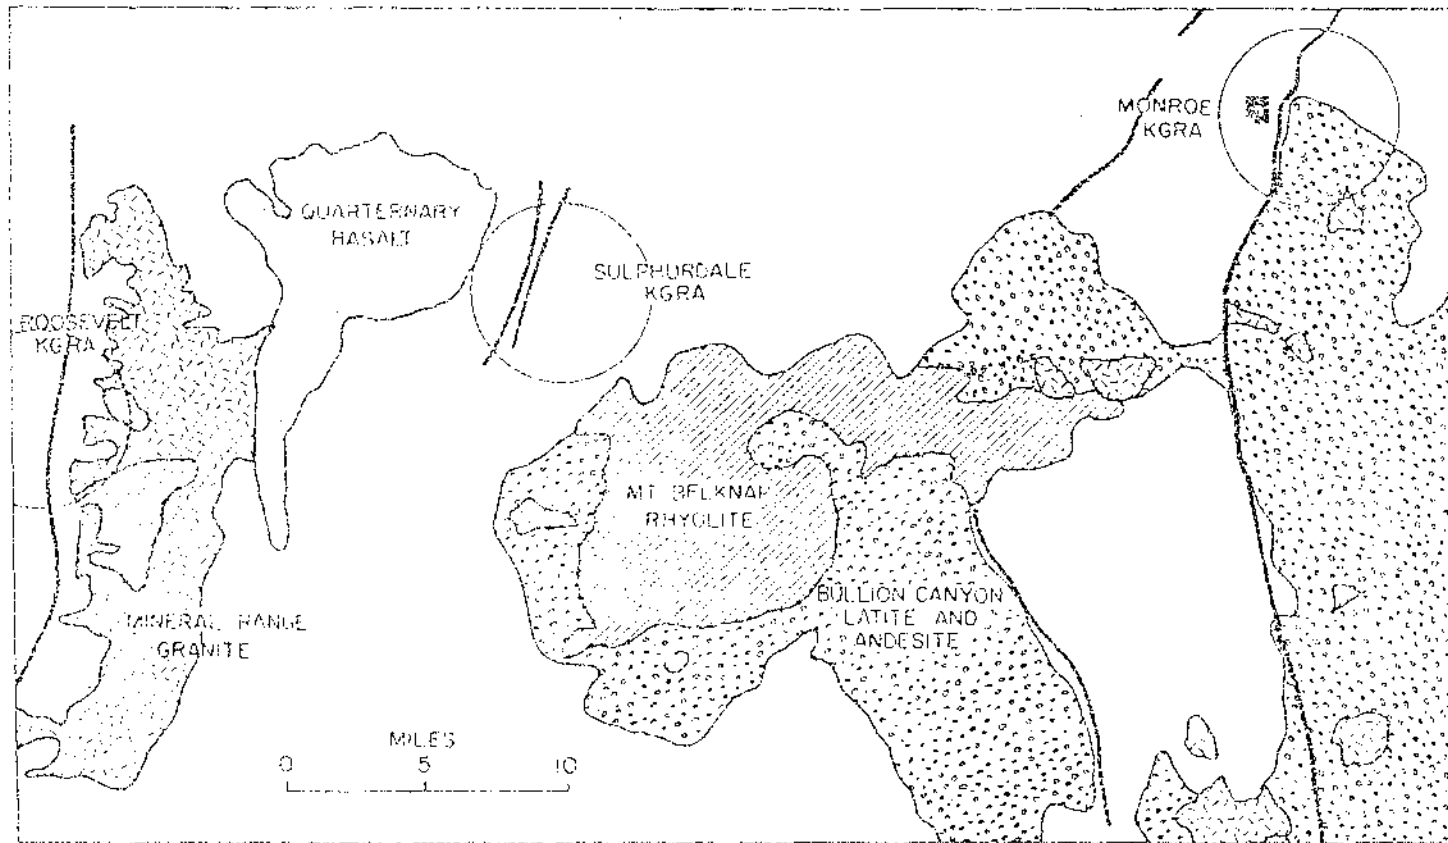 MONROE
KGRA
QUARTERNARY
BASALT
SULPHURDALE
KGRA
ROOSEVELT
KGRA
MT. BELKNAP
RHYOLITE
BULLION CANYON
LATITE AND
ANDESITE
MINERAL RANGE
GRANITE
MILES
0 5 10